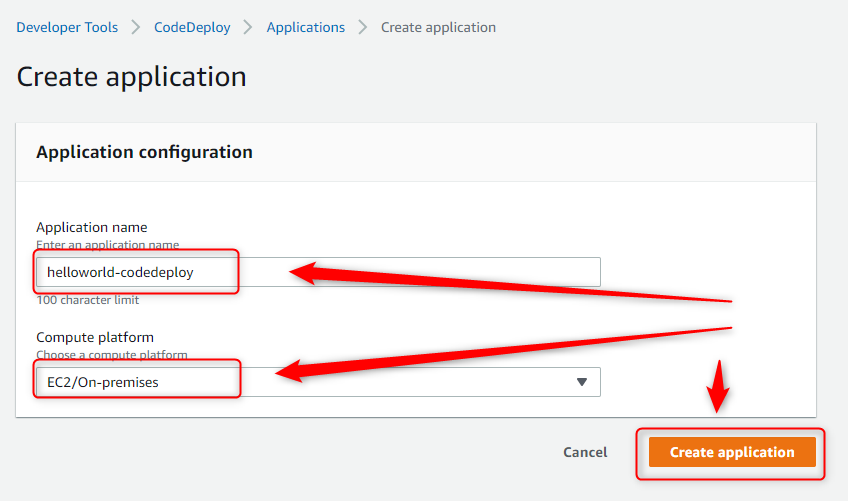 Developer Tools > CodeDeploy > Applications > Create application
Create application
Application configuration
Application name
Enter an application name
helloworld-codedeploy
100 character limit
Compute platform
Choose a compute platform
EC2/On-premises
Cancel Create application